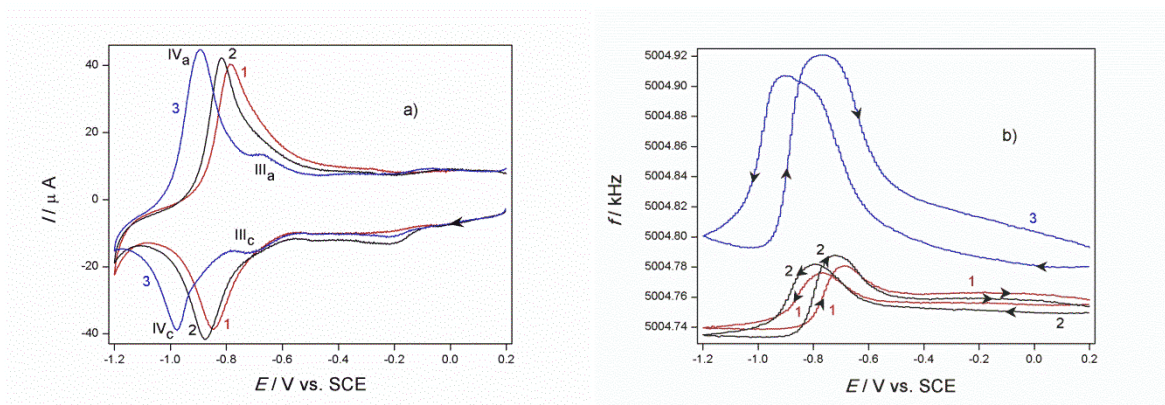 a)
IVa
2
1
3
IIIa
IIIc
3
IVc
2
1
40
20
0
-20
-40
I / μ A
-1.2 -1.0 -0.8 -0.6 -0.4 -0.2 0.0 0.2
E / V vs. SCE
b)
3
2
2
1
1
1
2
5004.92
5004.90
5004.88
5004.86
5004.84
5004.82
5004.80
5004.78
5004.76
5004.74
f / kHz
-1.2 -1.0 -0.8 -0.6 -0.4 -0.2 0.0 0.2
E / V vs. SCE